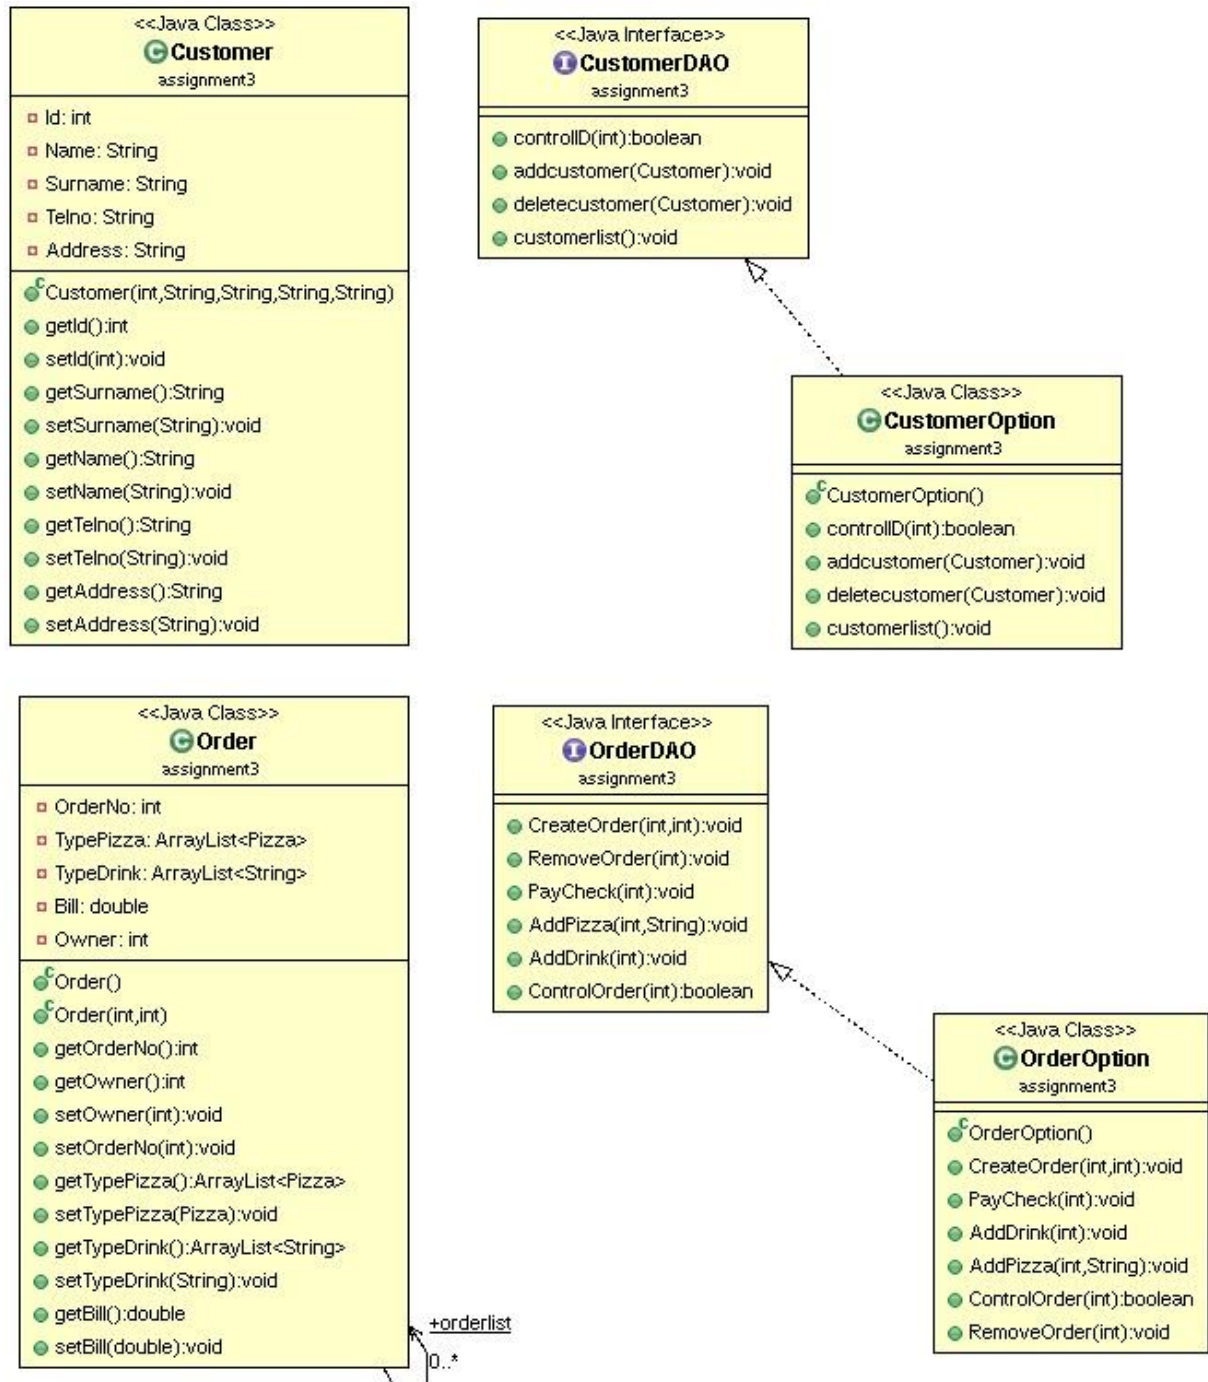 <<Java Class>>
Customer
assignment3
Id: int
Name: String
Surname: String
Telno: String
Address: String
Customer(int,String,String,String,String)
getId():int
setId(int):void
getSurname():String
setSurname(String):void
getName():String
setName(String):void
getTelno():String
setTelno(String):void
getAddress():String
setAddress(String):void
<<Java Interface>>
CustomerDAO
assignment3
controlID(int):boolean
addcustomer(Customer):void
deletecustomer(Customer):void
customerlist():void
<<Java Class>>
CustomerOption
assignment3
CustomerOption()
controlID(int):boolean
addcustomer(Customer):void
deletecustomer(Customer):void
customerlist():void
<<Java Class>>
Order
assignment3
OrderNo: int
TypePizza: ArrayList<Pizza>
TypeDrink: ArrayList<String>
Bill: double
Owner: int
Order()
Order(int,int)
getOrderNo():int
getOwner():int
setOwner(int):void
setOrderNo(int):void
getTypePizza():ArrayList<Pizza>
setTypePizza(Pizza):void
getTypeDrink():ArrayList<String>
setTypeDrink(String):void
getBill():double
setBill(double):void
+orderlist
0..*
<<Java Interface>>
OrderDAO
assignment3
CreateOrder(int,int):void
RemoveOrder(int):void
PayCheck(int):void
AddPizza(int,String):void
AddDrink(int):void
ControlOrder(int):boolean
<<Java Class>>
OrderOption
assignment3
OrderOption()
CreateOrder(int,int):void
PayCheck(int):void
AddDrink(int):void
AddPizza(int,String):void
ControlOrder(int):boolean
RemoveOrder(int):void